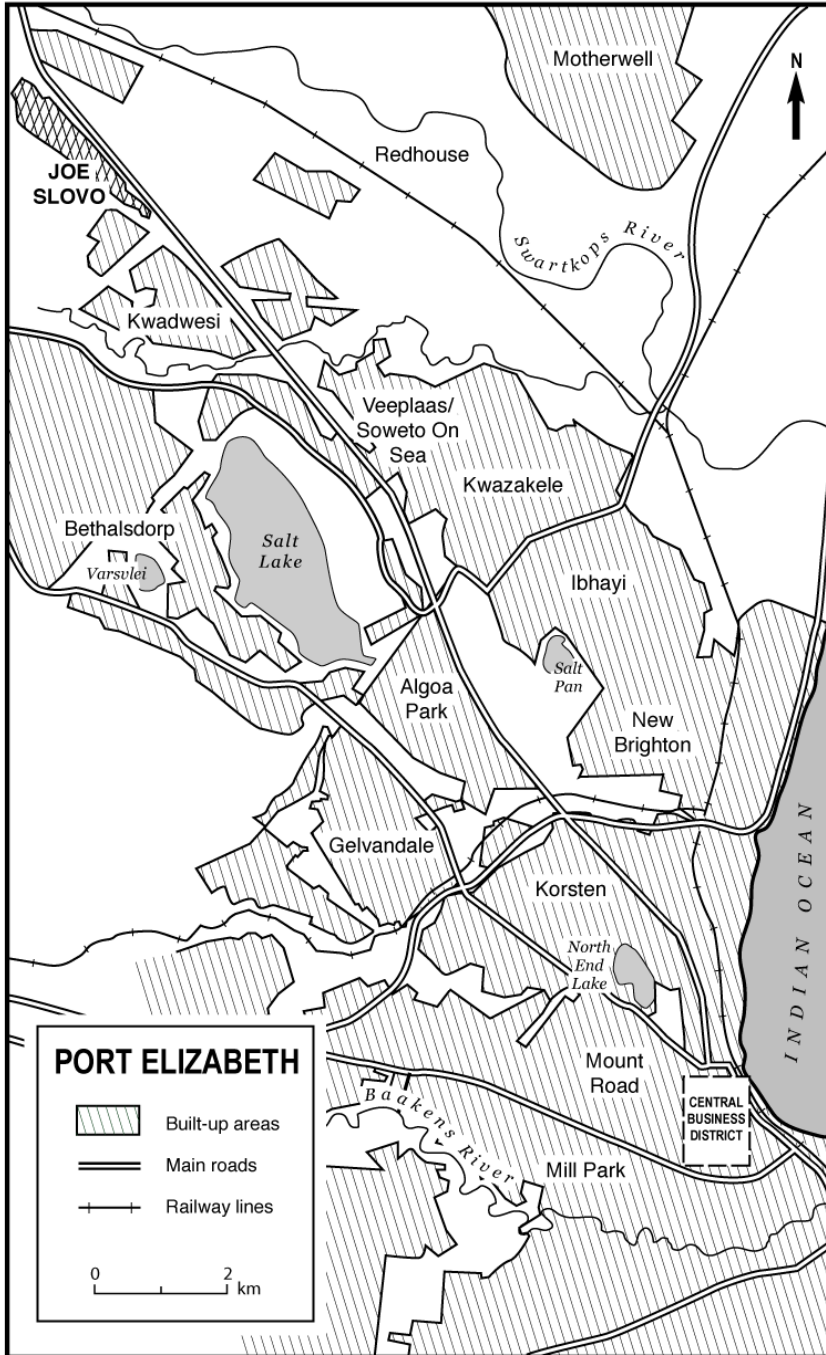 Motherwell
N
Redhouse
JOE
SLOVO
Swartkops River
Kwadwesi
Veeplaas/
Soweto On
Sea
Kwazakele
Bethalsdorp
Varsvlei
Salt
Lake
Ibhayi
Salt
Pan
Algoa
Park
New
Brighton
Gelvandale
Korsten
North
End
Lake
INDIAN OCEAN
Mount
Road
CENTRAL
BUSINESS
DISTRICT
Baakens River
Mill Park
PORT ELIZABETH
Built-up areas
Main roads
Railway lines
0 2
km